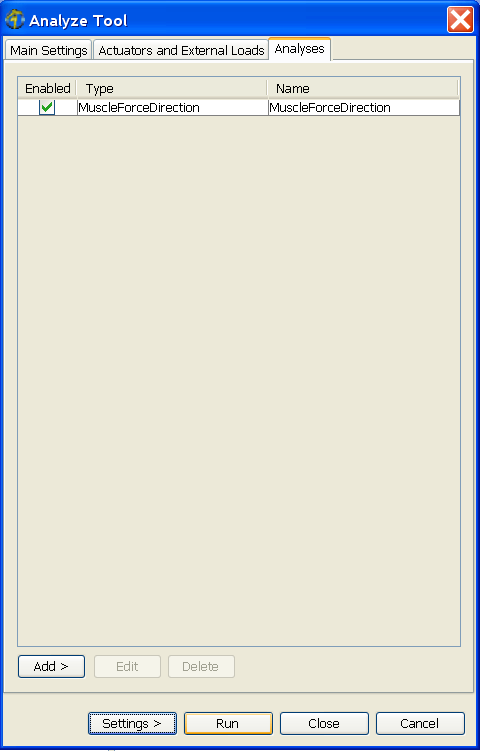 Analyze Tool
Main Settings Actuators and External Loads Analyses
Enabled Type Name
MuscleForceDirection MuscleForceDirection
Add > Edit Delete
Settings > Run Close Cancel